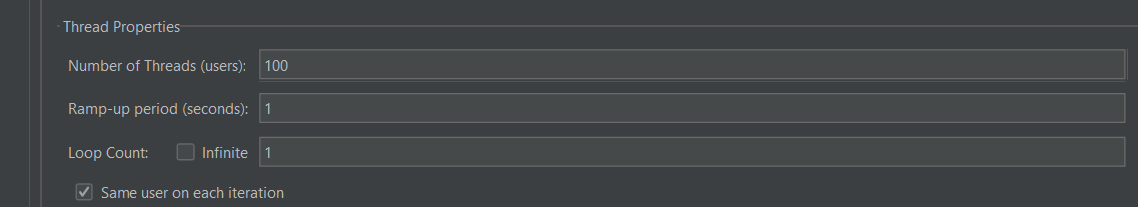 Thread Properties
Number of Threads (users): 100
Ramp-up period (seconds): 1
Loop Count: Infinite 1
Same user on each iteration